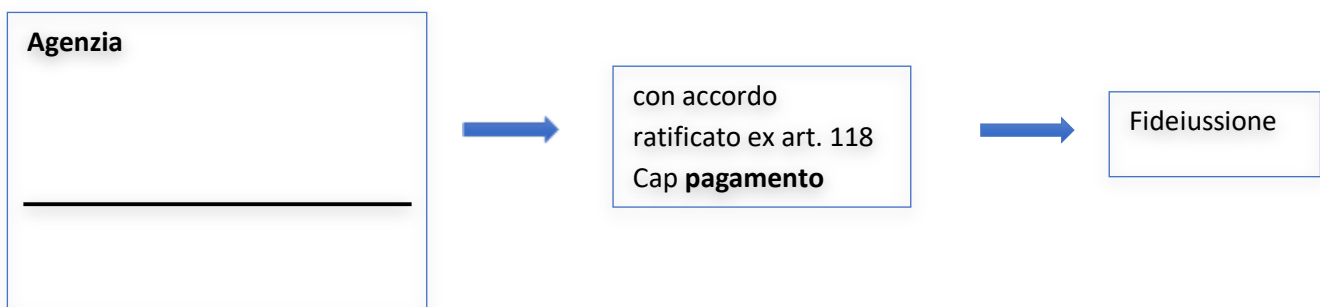 Agenzia
con accordo
ratificato ex art. 118
Cap pagamento
Fideiussione